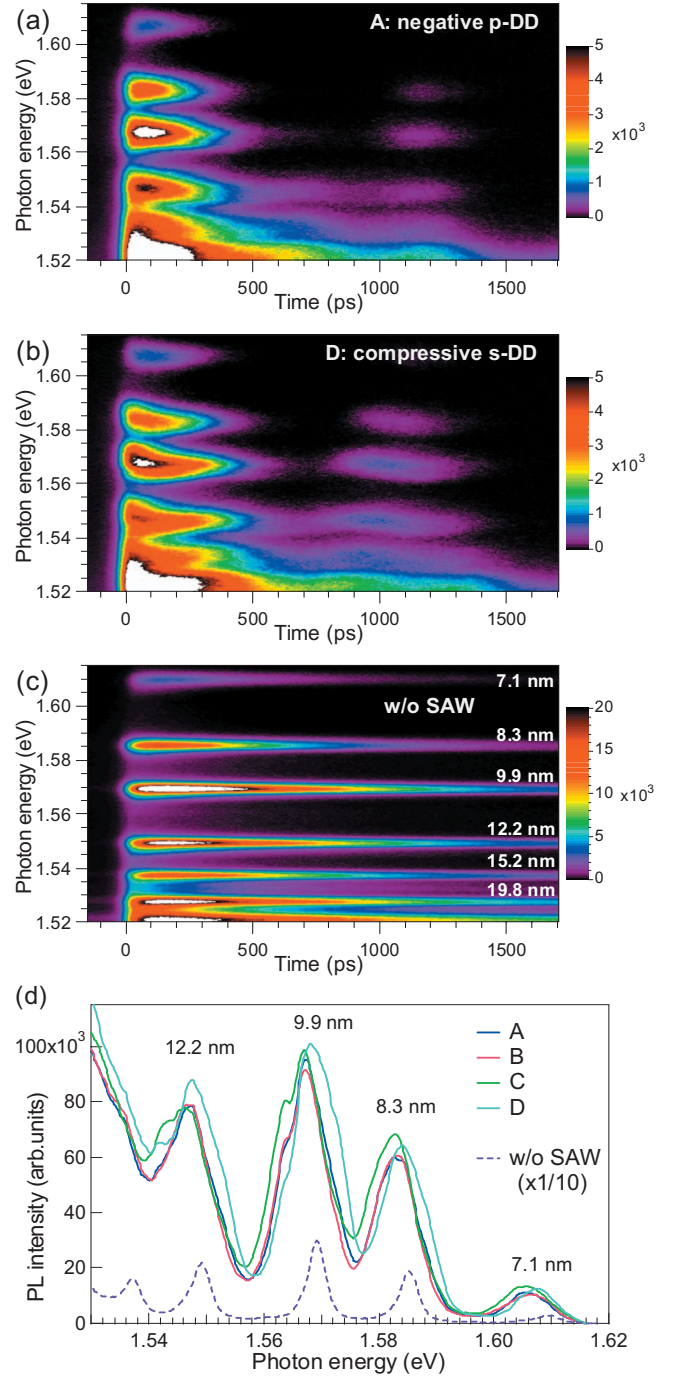 (a)
A: negative p-DD
Photon energy (eV)
1.60
1.58
1.56
1.54
1.52
0 500 1000 1500
Time (ps)
5
4
3
2
1
0
×10³
(b)
D: compressive s-DD
Photon energy (eV)
1.60
1.58
1.56
1.54
1.52
0 500 1000 1500
Time (ps)
5
4
3
2
1
0
×10³
(c)
w/o SAW
7.1 nm
8.3 nm
9.9 nm
12.2 nm
15.2 nm
19.8 nm
Photon energy (eV)
1.60
1.58
1.56
1.54
1.52
0 500 1000 1500
Time (ps)
20
15
10
5
0
×10³
(d)
PL intensity (arb.units)
100x10³
80
60
40
20
0
12.2 nm
9.9 nm
8.3 nm
7.1 nm
A
B
C
D
w/o SAW
(x1/10)
1.54 1.56 1.58 1.60 1.62
Photon energy (eV)